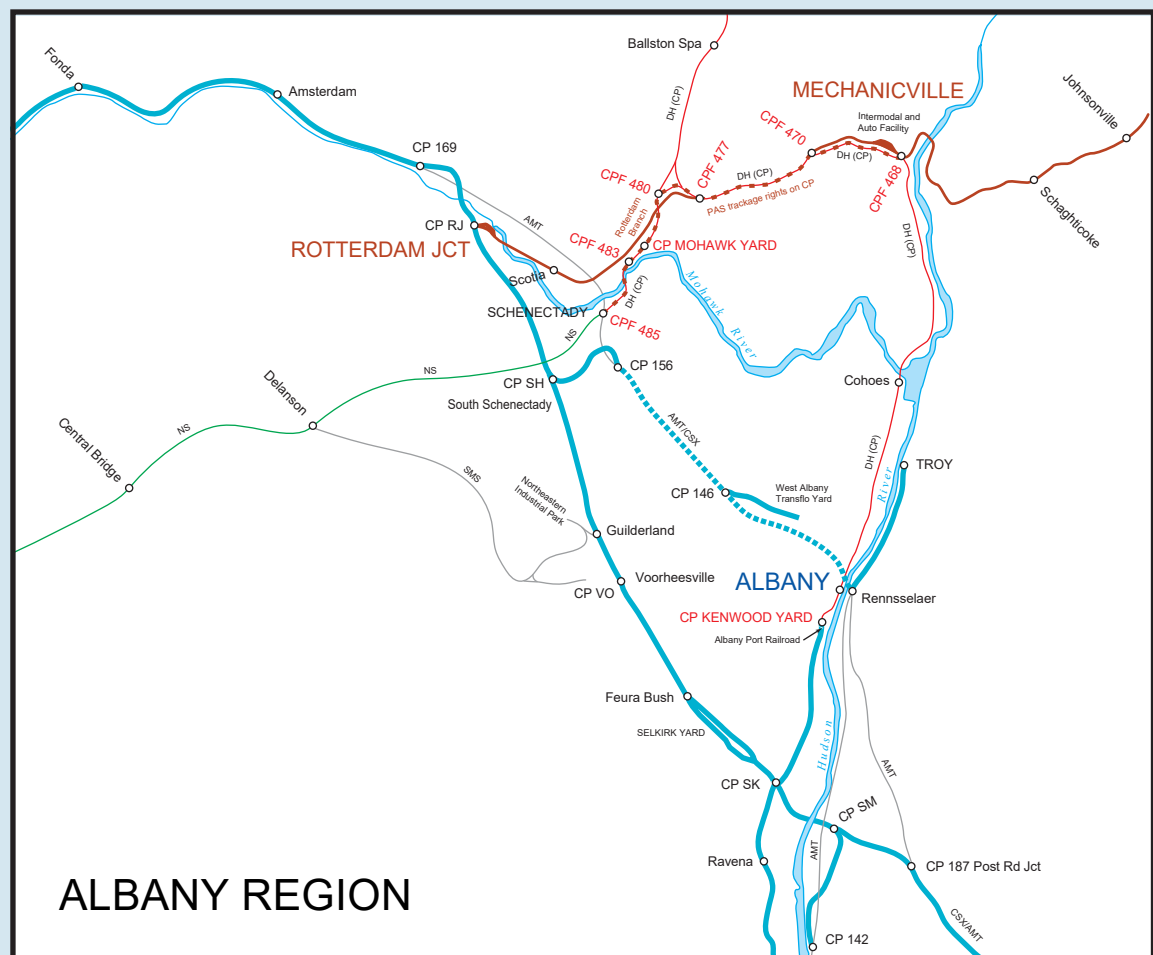 Ballston Spa
Fonda
Amsterdam
DH (CP)
MECHANICVILLE
Intermodal and
Auto Facility
Johnsonville
CPF 470
CPF 477
DH (CP)
DH (CP)
CP 169
CPF 480
CPF 468
PAS trackage rights on CP
Schaghticoke
AMT
Rotterdam
Branch
CP RJ
ROTTERDAM JCT
CPF 483
CP MOHAWK YARD
DH (CP)
Scotia
DH (CP)
Mohawk River
SCHENECTADY
CPF 485
NS
CP 156
NS
CP SH
South Schenectady
Cohoes
Delanson
AMT/CSX
DH (CP)
Central Bridge
NS
SMS
TROY
River
Northeastern
Industrial Park
CP 146
West Albany
Transflo Yard
Guilderland
Voorheesville
CP VO
ALBANY
Rennsselaer
CP KENWOOD YARD
Albany Port Railroad
Feura Bush
SELKIRK YARD
Hudson
AMT
CP SK
CP SM
AMT
Ravena
CP 187 Post Rd Jct
ALBANY REGION
CSX/AMT
CP 142